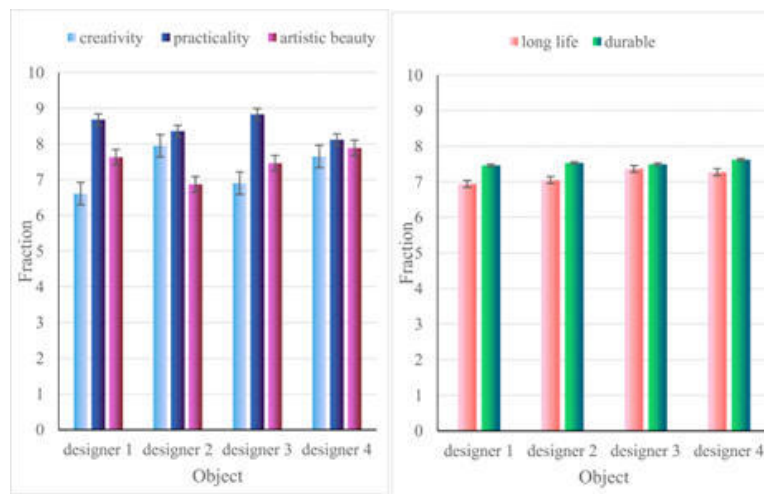 creativity practicality artistic beauty
10
9
8
7
6
5
4
3
2
1
0
Fraction
designer 1 designer 2 designer 3 designer 4
Object
long life durable
10
9
8
7
6
5
4
3
2
1
0
Fraction
designer 1 designer 2 designer 3 designer 4
Object